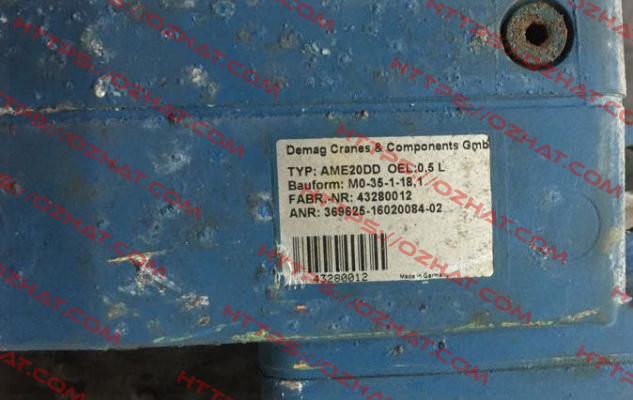 Demag Cranes & Components Gmb
TYP: AME20DD OEL:0,5 L
Bauform: M0-35-1-18,1
FABR.-NR: 43280012
ANR: 369625-16020084-02
43280012
Made in Germany
HTTPS://OZHAT.COM